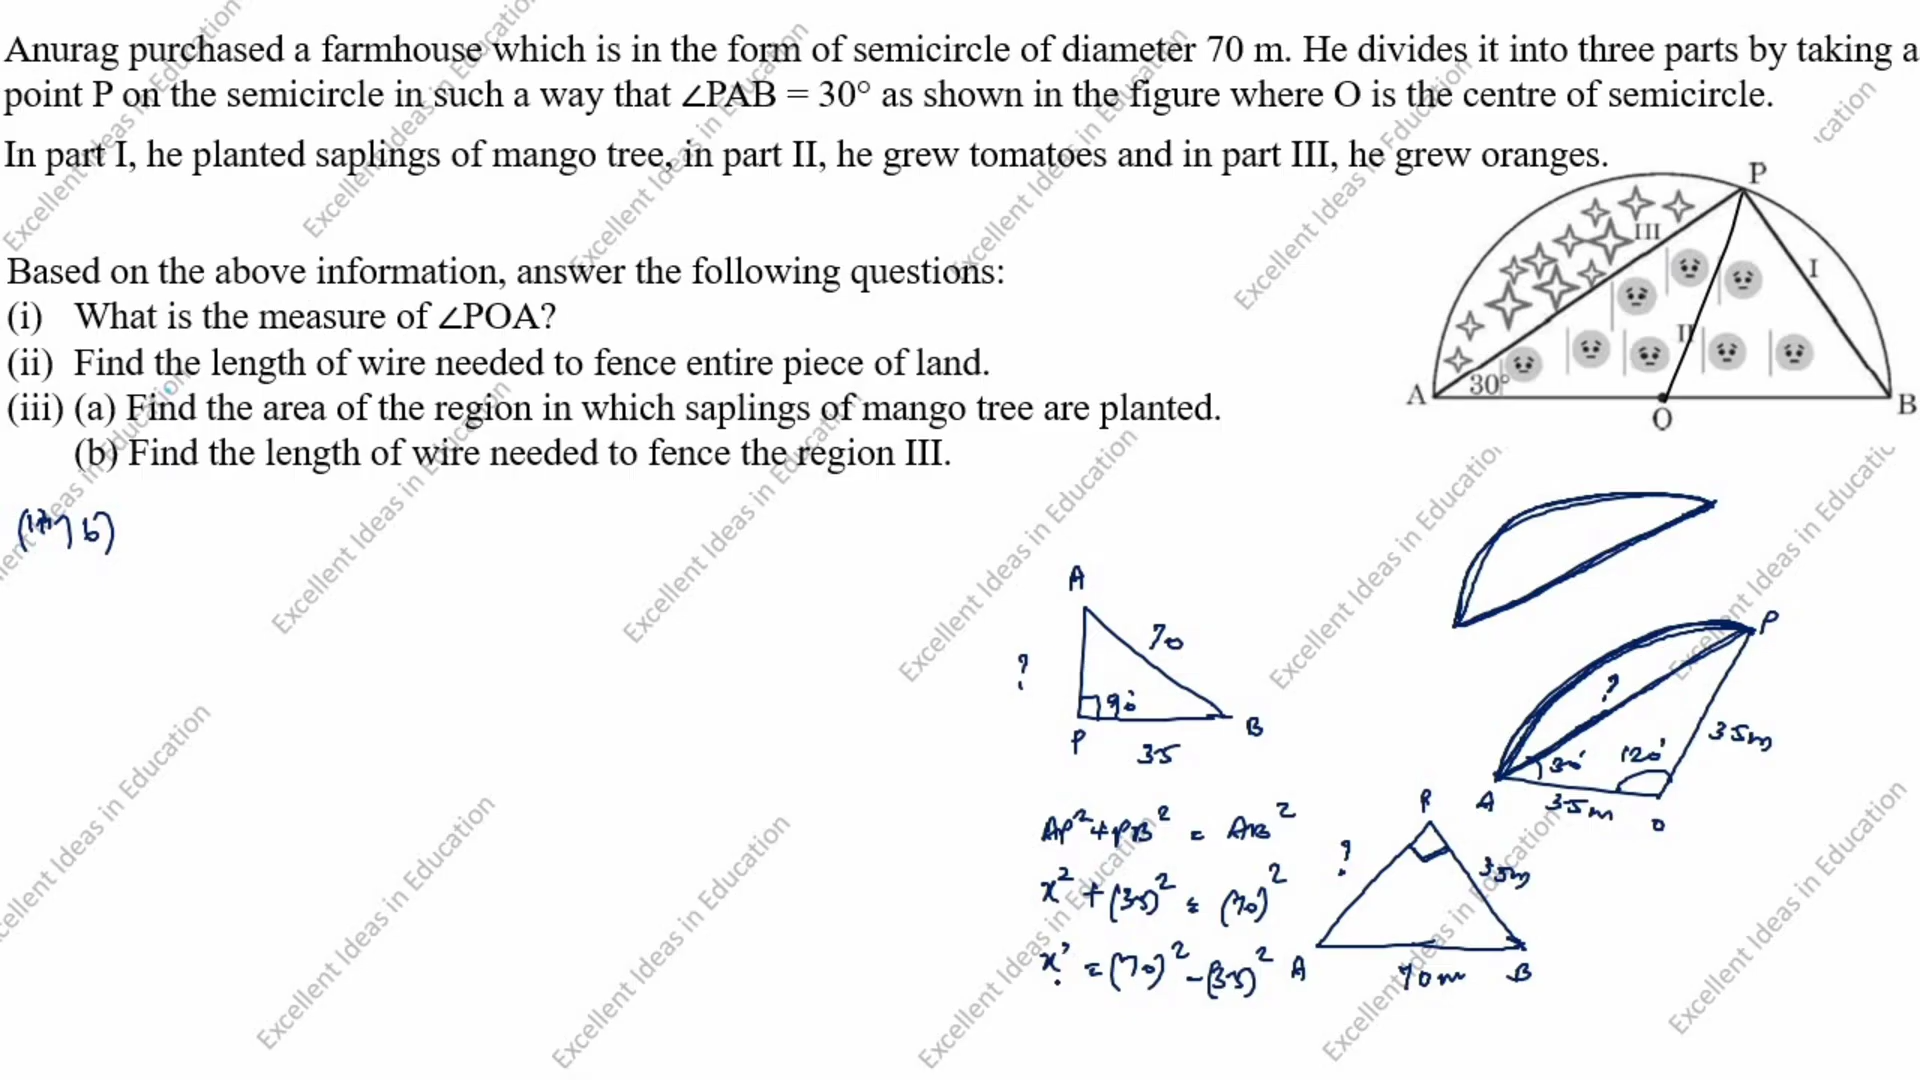 Anurag purchased a farmhouse which is in the form of semicircle of diameter 70 m. He divides it into three parts by taking a
point P on the semicircle in such a way that ∠PAB = 30° as shown in the figure where O is the centre of semicircle.
In part I, he planted saplings of mango tree, in part II, he grew tomatoes and in part III, he grew oranges.
Based on the above information, answer the following questions:
(i) What is the measure of ∠POA?
(ii) Find the length of wire needed to fence entire piece of land.
(iii) (a) Find the area of the region in which saplings of mango tree are planted.
(b) Find the length of wire needed to fence the region III.
P
III
I
II
30°
A
O
B
(iii) b)
A
?
70
90°
P
35
B
P
?
35m
30°
120°
A
35m
O
AP² + PB² = AB²
x² + (35)² = (70)²
x² = (70)² - (35)²
P
?
35m
A
70m
B
Excellent Ideas in Education